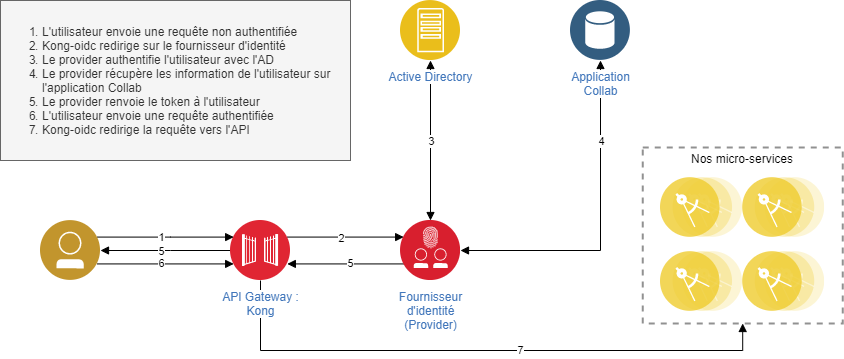 1. L'utilisateur envoie une requête non authentifiée
2. Kong-oidc redirige sur le fournisseur d'identité
3. Le provider authentifie l'utilisateur avec l'AD
4. Le provider récupère les information de l'utilisateur sur
l'application Collab
5. Le provider renvoie le token à l'utilisateur
6. L'utilisateur envoie une requête authentifiée
7. Kong-oidc redirige la requête vers l'API
AD
Active Directory
Application
Collab
3
4
Nos micro-services
1
2
5
5
6
API Gateway :
Kong
Fournisseur
d'identité
(Provider)
7